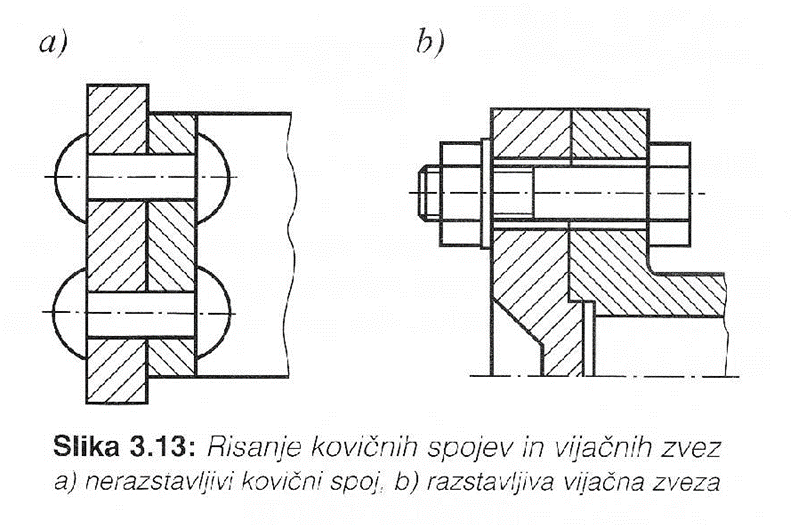 a)
b)
Slika 3.13: Risanje kovičnih spojev in vijačnih zvez
a) nerazstavljivi kovični spoj, b) razstavljiva vijačna zveza